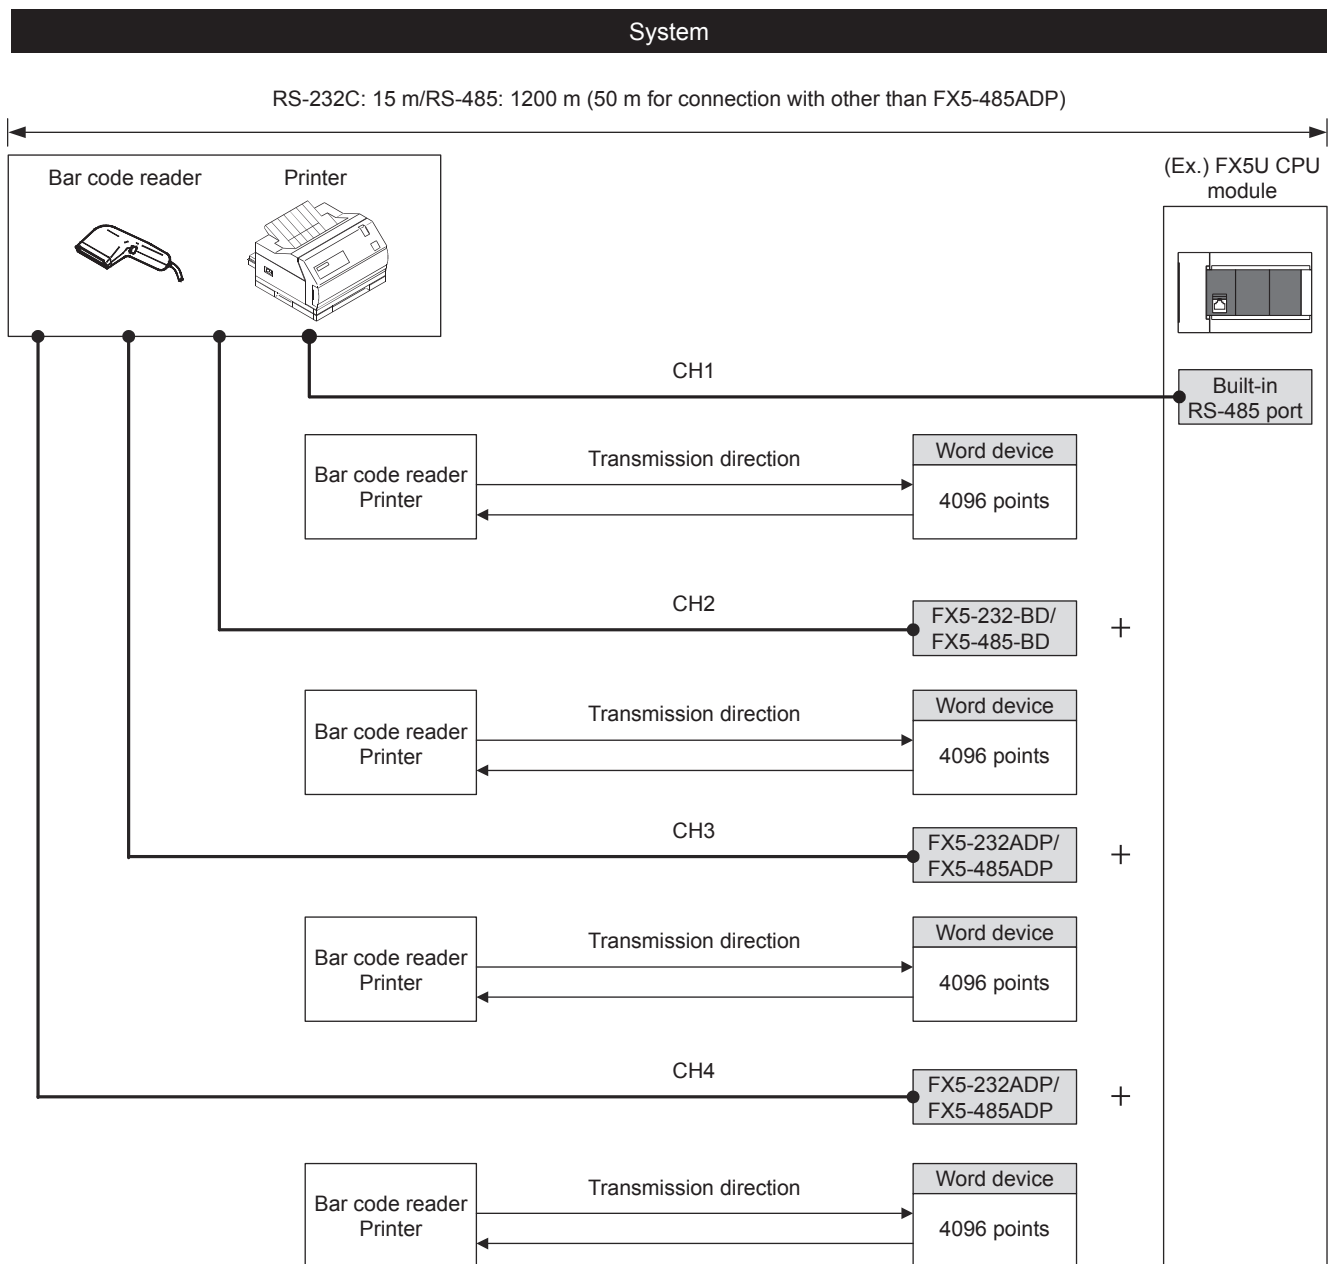 System
RS-232C: 15 m/RS-485: 1200 m (50 m for connection with other than FX5-485ADP)
Bar code reader
Printer
(Ex.) FX5U CPU
module
CH1
Built-in
RS-485 port
Bar code reader
Printer
Transmission direction
Word device
4096 points
CH2
FX5-232-BD/
FX5-485-BD
+
Bar code reader
Printer
Transmission direction
Word device
4096 points
CH3
FX5-232ADP/
FX5-485ADP
+
Bar code reader
Printer
Transmission direction
Word device
4096 points
CH4
FX5-232ADP/
FX5-485ADP
+
Bar code reader
Printer
Transmission direction
Word device
4096 points